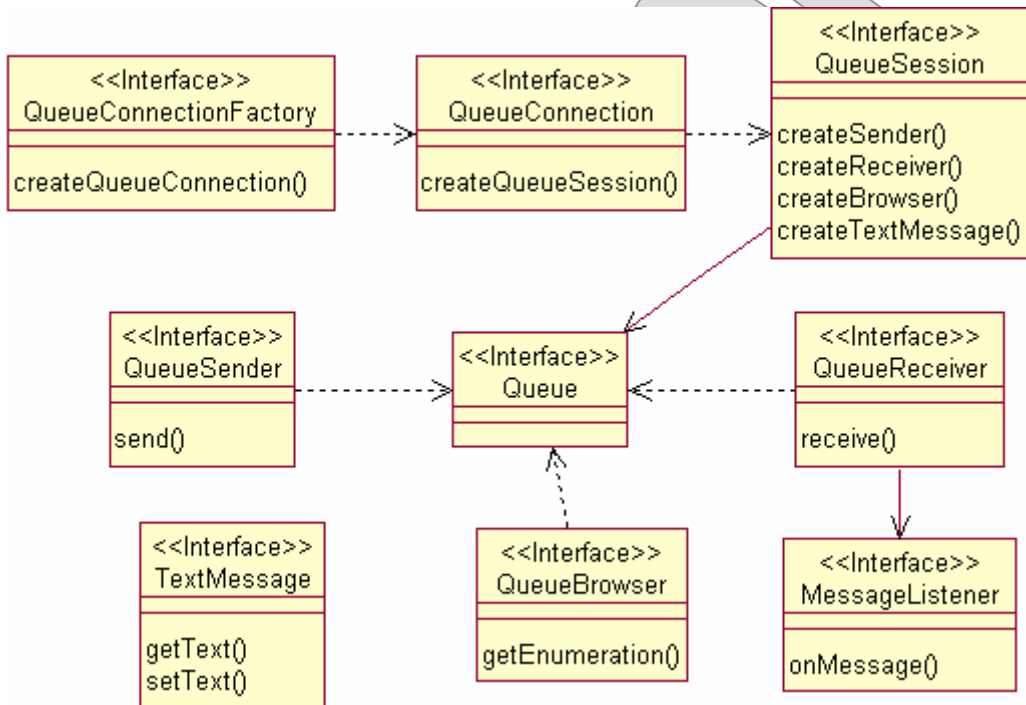 <<Interface>>
QueueConnectionFactory
createQueueConnection()
<<Interface>>
QueueConnection
createQueueSession()
<<Interface>>
QueueSession
createSender()
createReceiver()
createBrowser()
createTextMessage()
<<Interface>>
QueueSender
send()
<<Interface>>
Queue
<<Interface>>
QueueReceiver
receive()
<<Interface>>
TextMessage
getText()
setText()
<<Interface>>
QueueBrowser
getEnumeration()
<<Interface>>
MessageListener
onMessage()